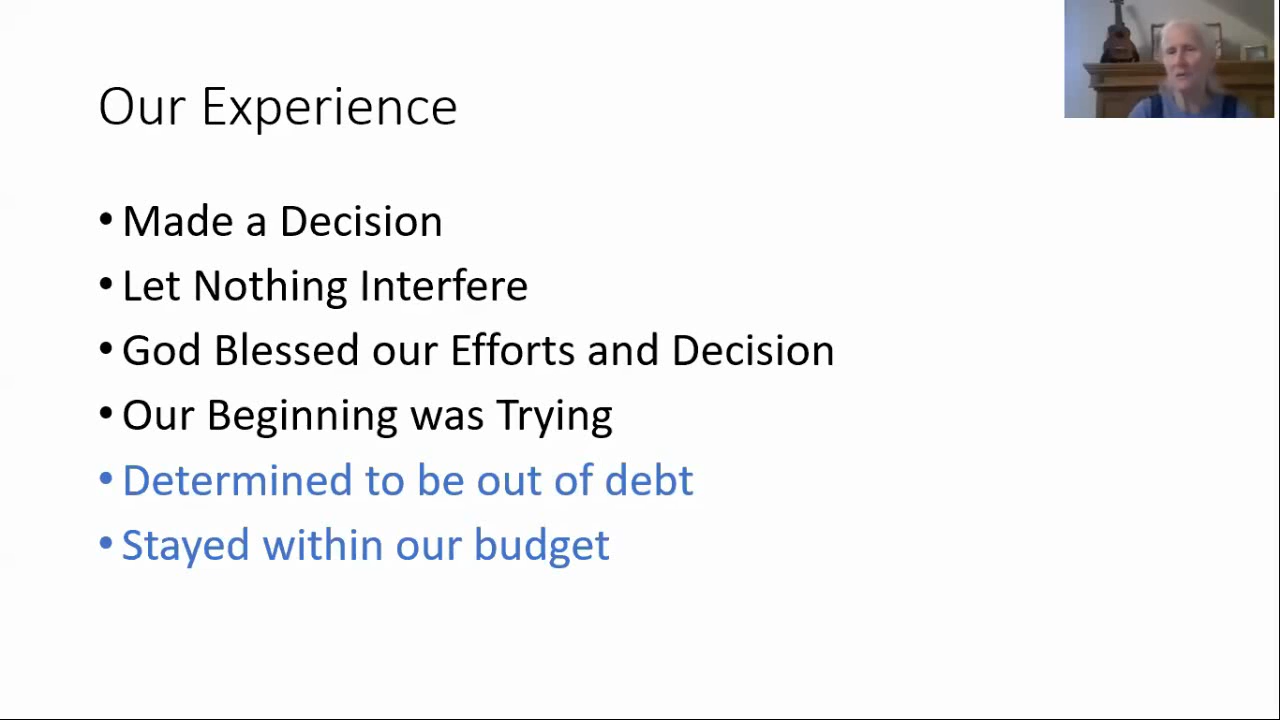 Our Experience
• Made a Decision
• Let Nothing Interfere
• God Blessed our Efforts and Decision
• Our Beginning was Trying
• Determined to be out of debt
• Stayed within our budget